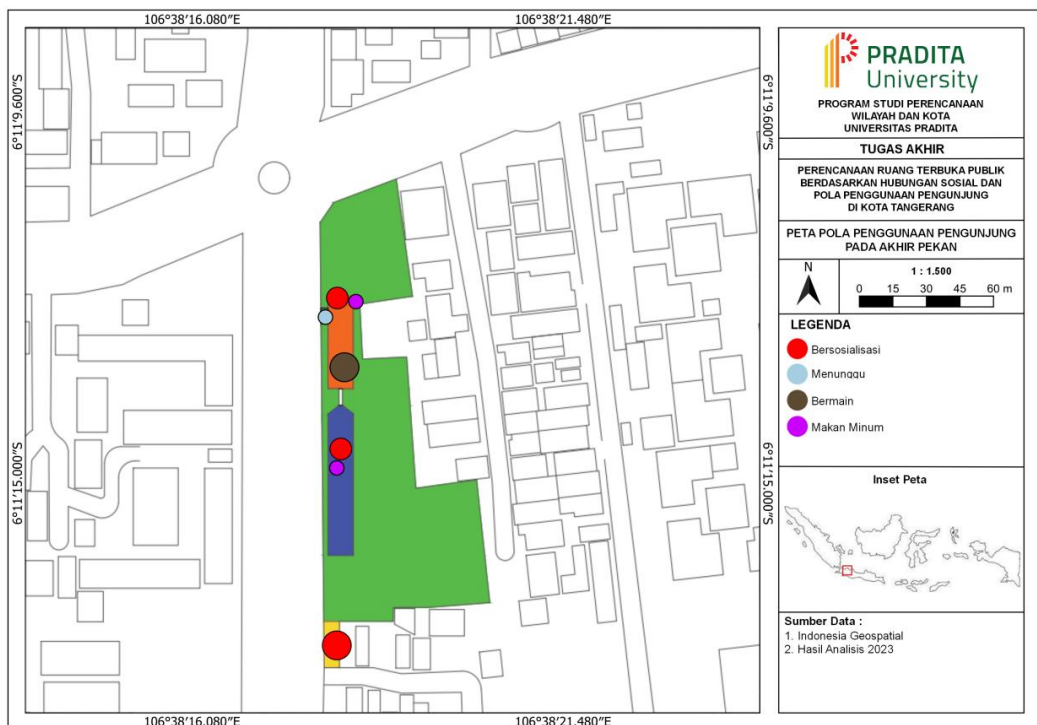 106°38'16.080"E
106°38'21.480"E
6°11'9.600"S
6°11'9.600"S
6°11'15.000"S
6°11'15.000"S
106°38'16.080"E
106°38'21.480"E
PRADITA
University
PROGRAM STUDI PERENCANAAN
WILAYAH DAN KOTA
UNIVERSITAS PRADITA
TUGAS AKHIR
PERENCANAAN RUANG TERBUKA PUBLIK
BERDASARKAN HUBUNGAN SOSIAL DAN
POLA PENGGUNAAN PENGUNJUNG
DI KOTA TANGERANG
PETA POLA PENGGUNAAN PENGUNJUNG
PADA AKHIR PEKAN
N
1 : 1.500
0 15 30 45 60 m
LEGENDA
Bersosialisasi
Menunggu
Bermain
Makan Minum
Inset Peta
Sumber Data :
1. Indonesia Geospatial
2. Hasil Analisis 2023